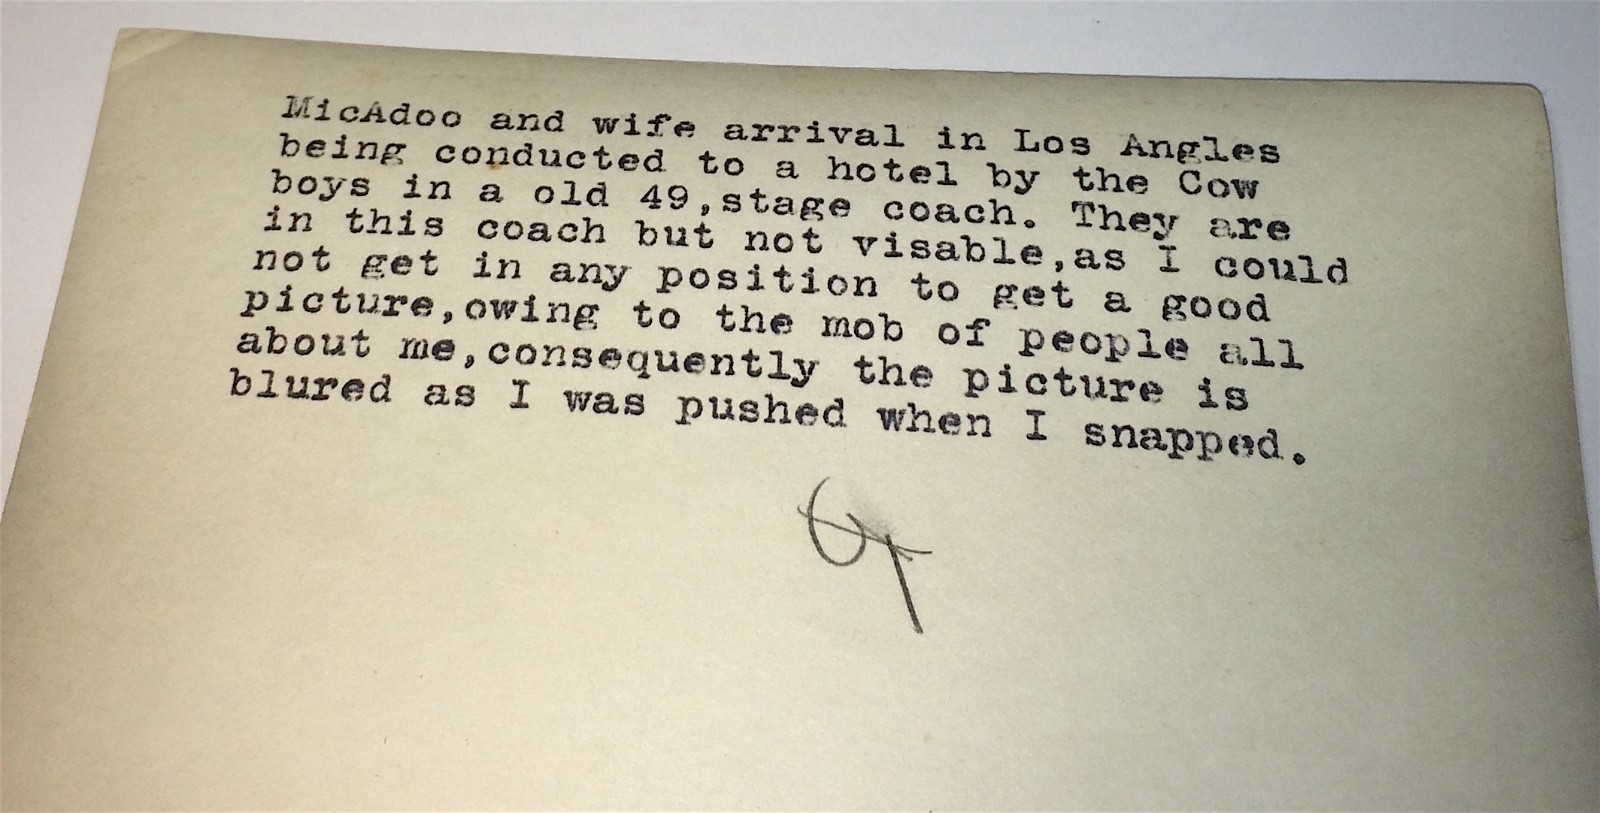 MicAdoo and wife arrival in Los Angles
being conducted to a hotel by the Cow
boys in a old 49,stage coach. They are
in this coach but not visable,as I could
not get in any position to get a good
picture,owing to the mob of people all
about me,consequently the picture is
blured as I was pushed when I snapped.